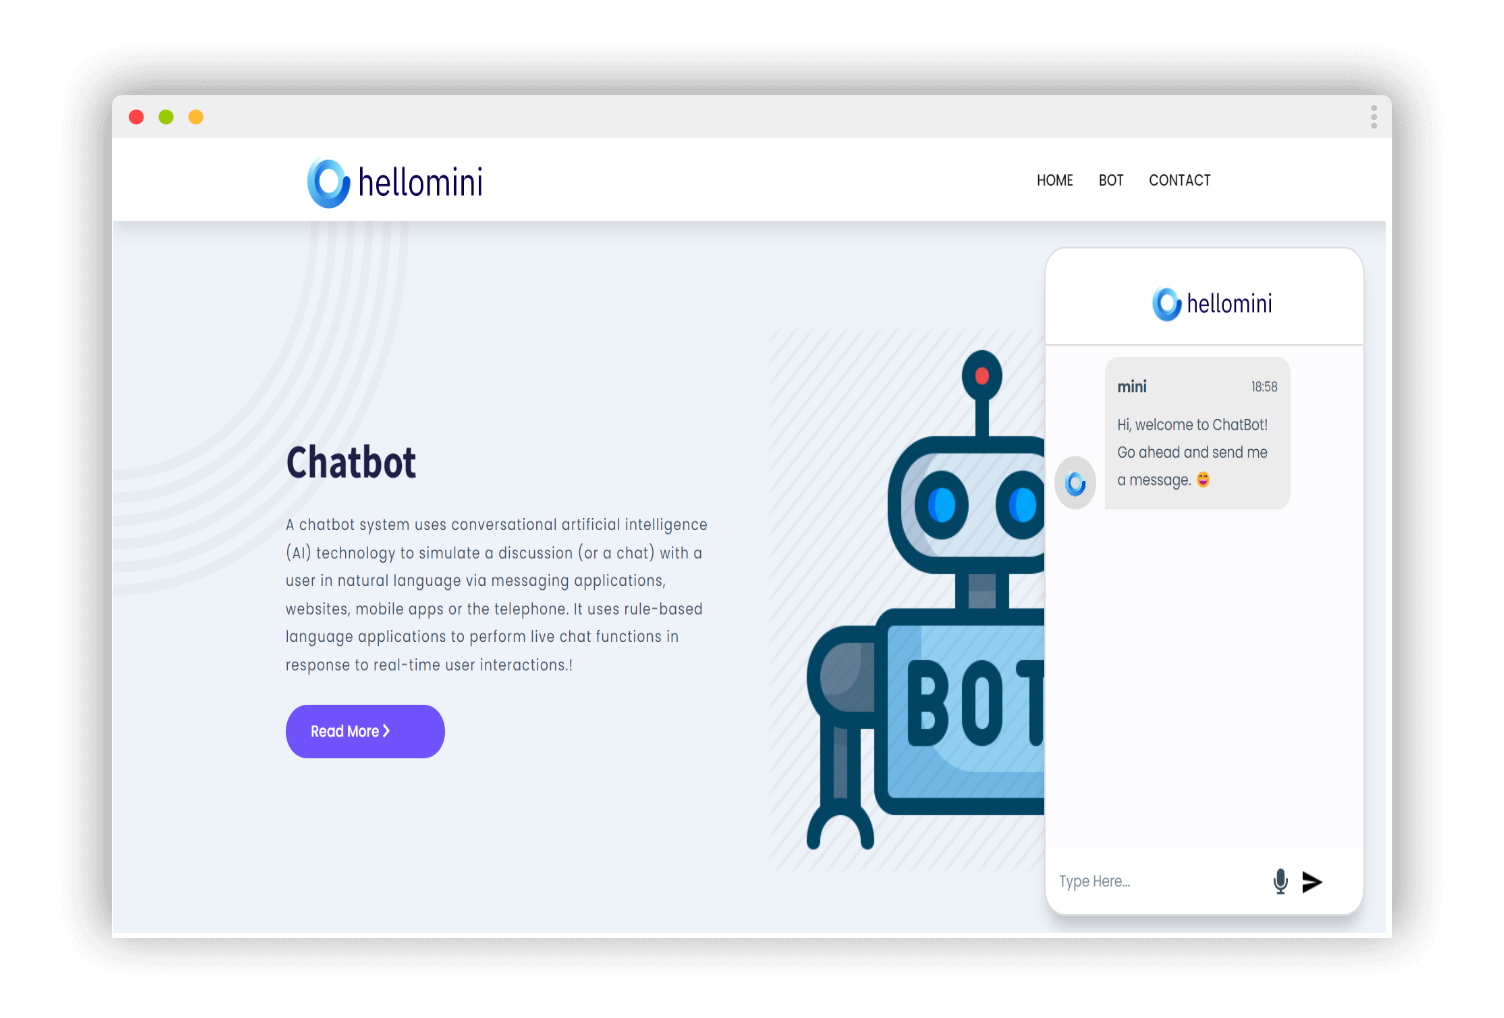 hellomini
HOME BOT CONTACT
Chatbot
A chatbot system uses conversational artificial intelligence
(AI) technology to simulate a discussion (or a chat) with a
user in natural language via messaging applications,
websites, mobile apps or the telephone. It uses rule-based
language applications to perform live chat functions in
response to real-time user interactions.!
Read More
BOT
hellomini
mini 18:58
Hi, welcome to ChatBot!
Go ahead and send me
a message. 😄
Type Here...